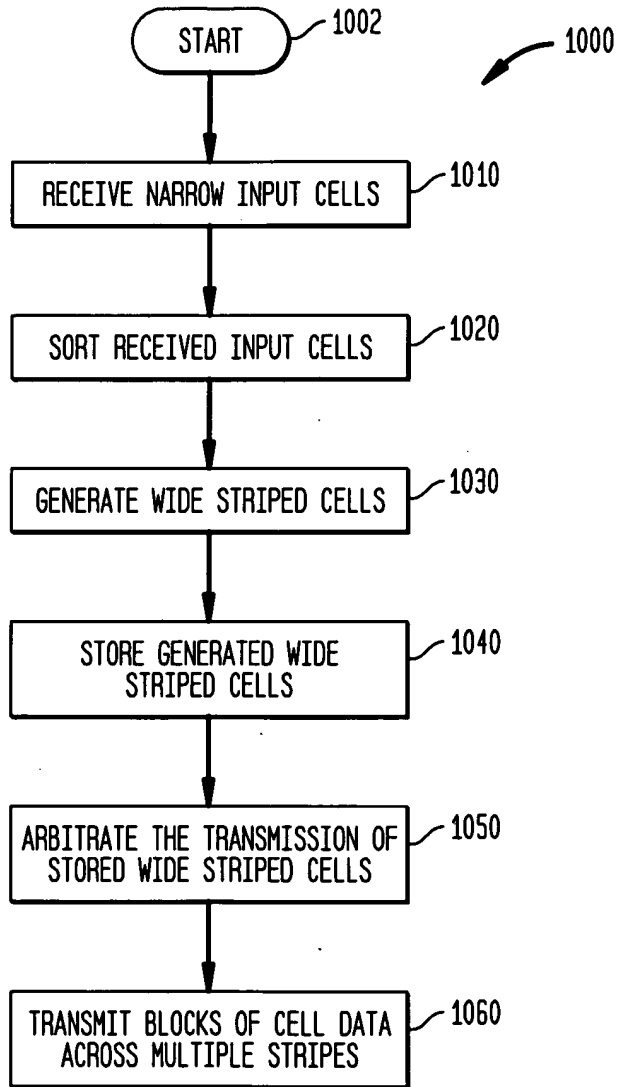 START
1002
1000
RECEIVE NARROW INPUT CELLS
1010
SORT RECEIVED INPUT CELLS
1020
GENERATE WIDE STRIPED CELLS
1030
STORE GENERATED WIDE
STRIPED CELLS
1040
ARBITRATE THE TRANSMISSION OF
STORED WIDE STRIPED CELLS
1050
TRANSMIT BLOCKS OF CELL DATA
ACROSS MULTIPLE STRIPES
1060